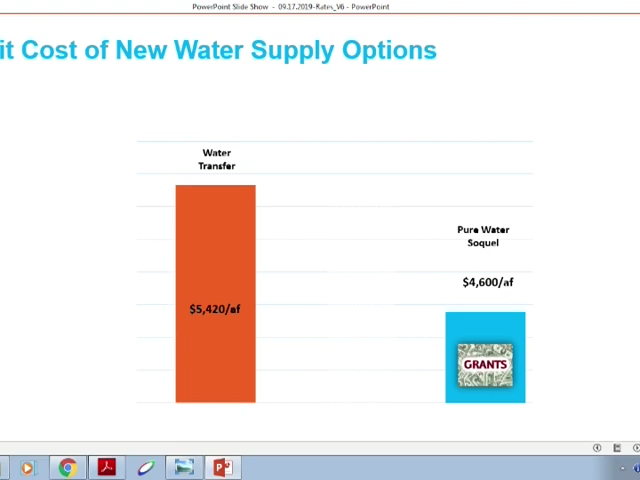 PowerPoint Slide Show - 09.17.2019-Rates_V6 - PowerPoint
it Cost of New Water Supply Options
Water
Transfer
Pure Water
Soquel
$4,600/af
$5,420/af
GRANTS